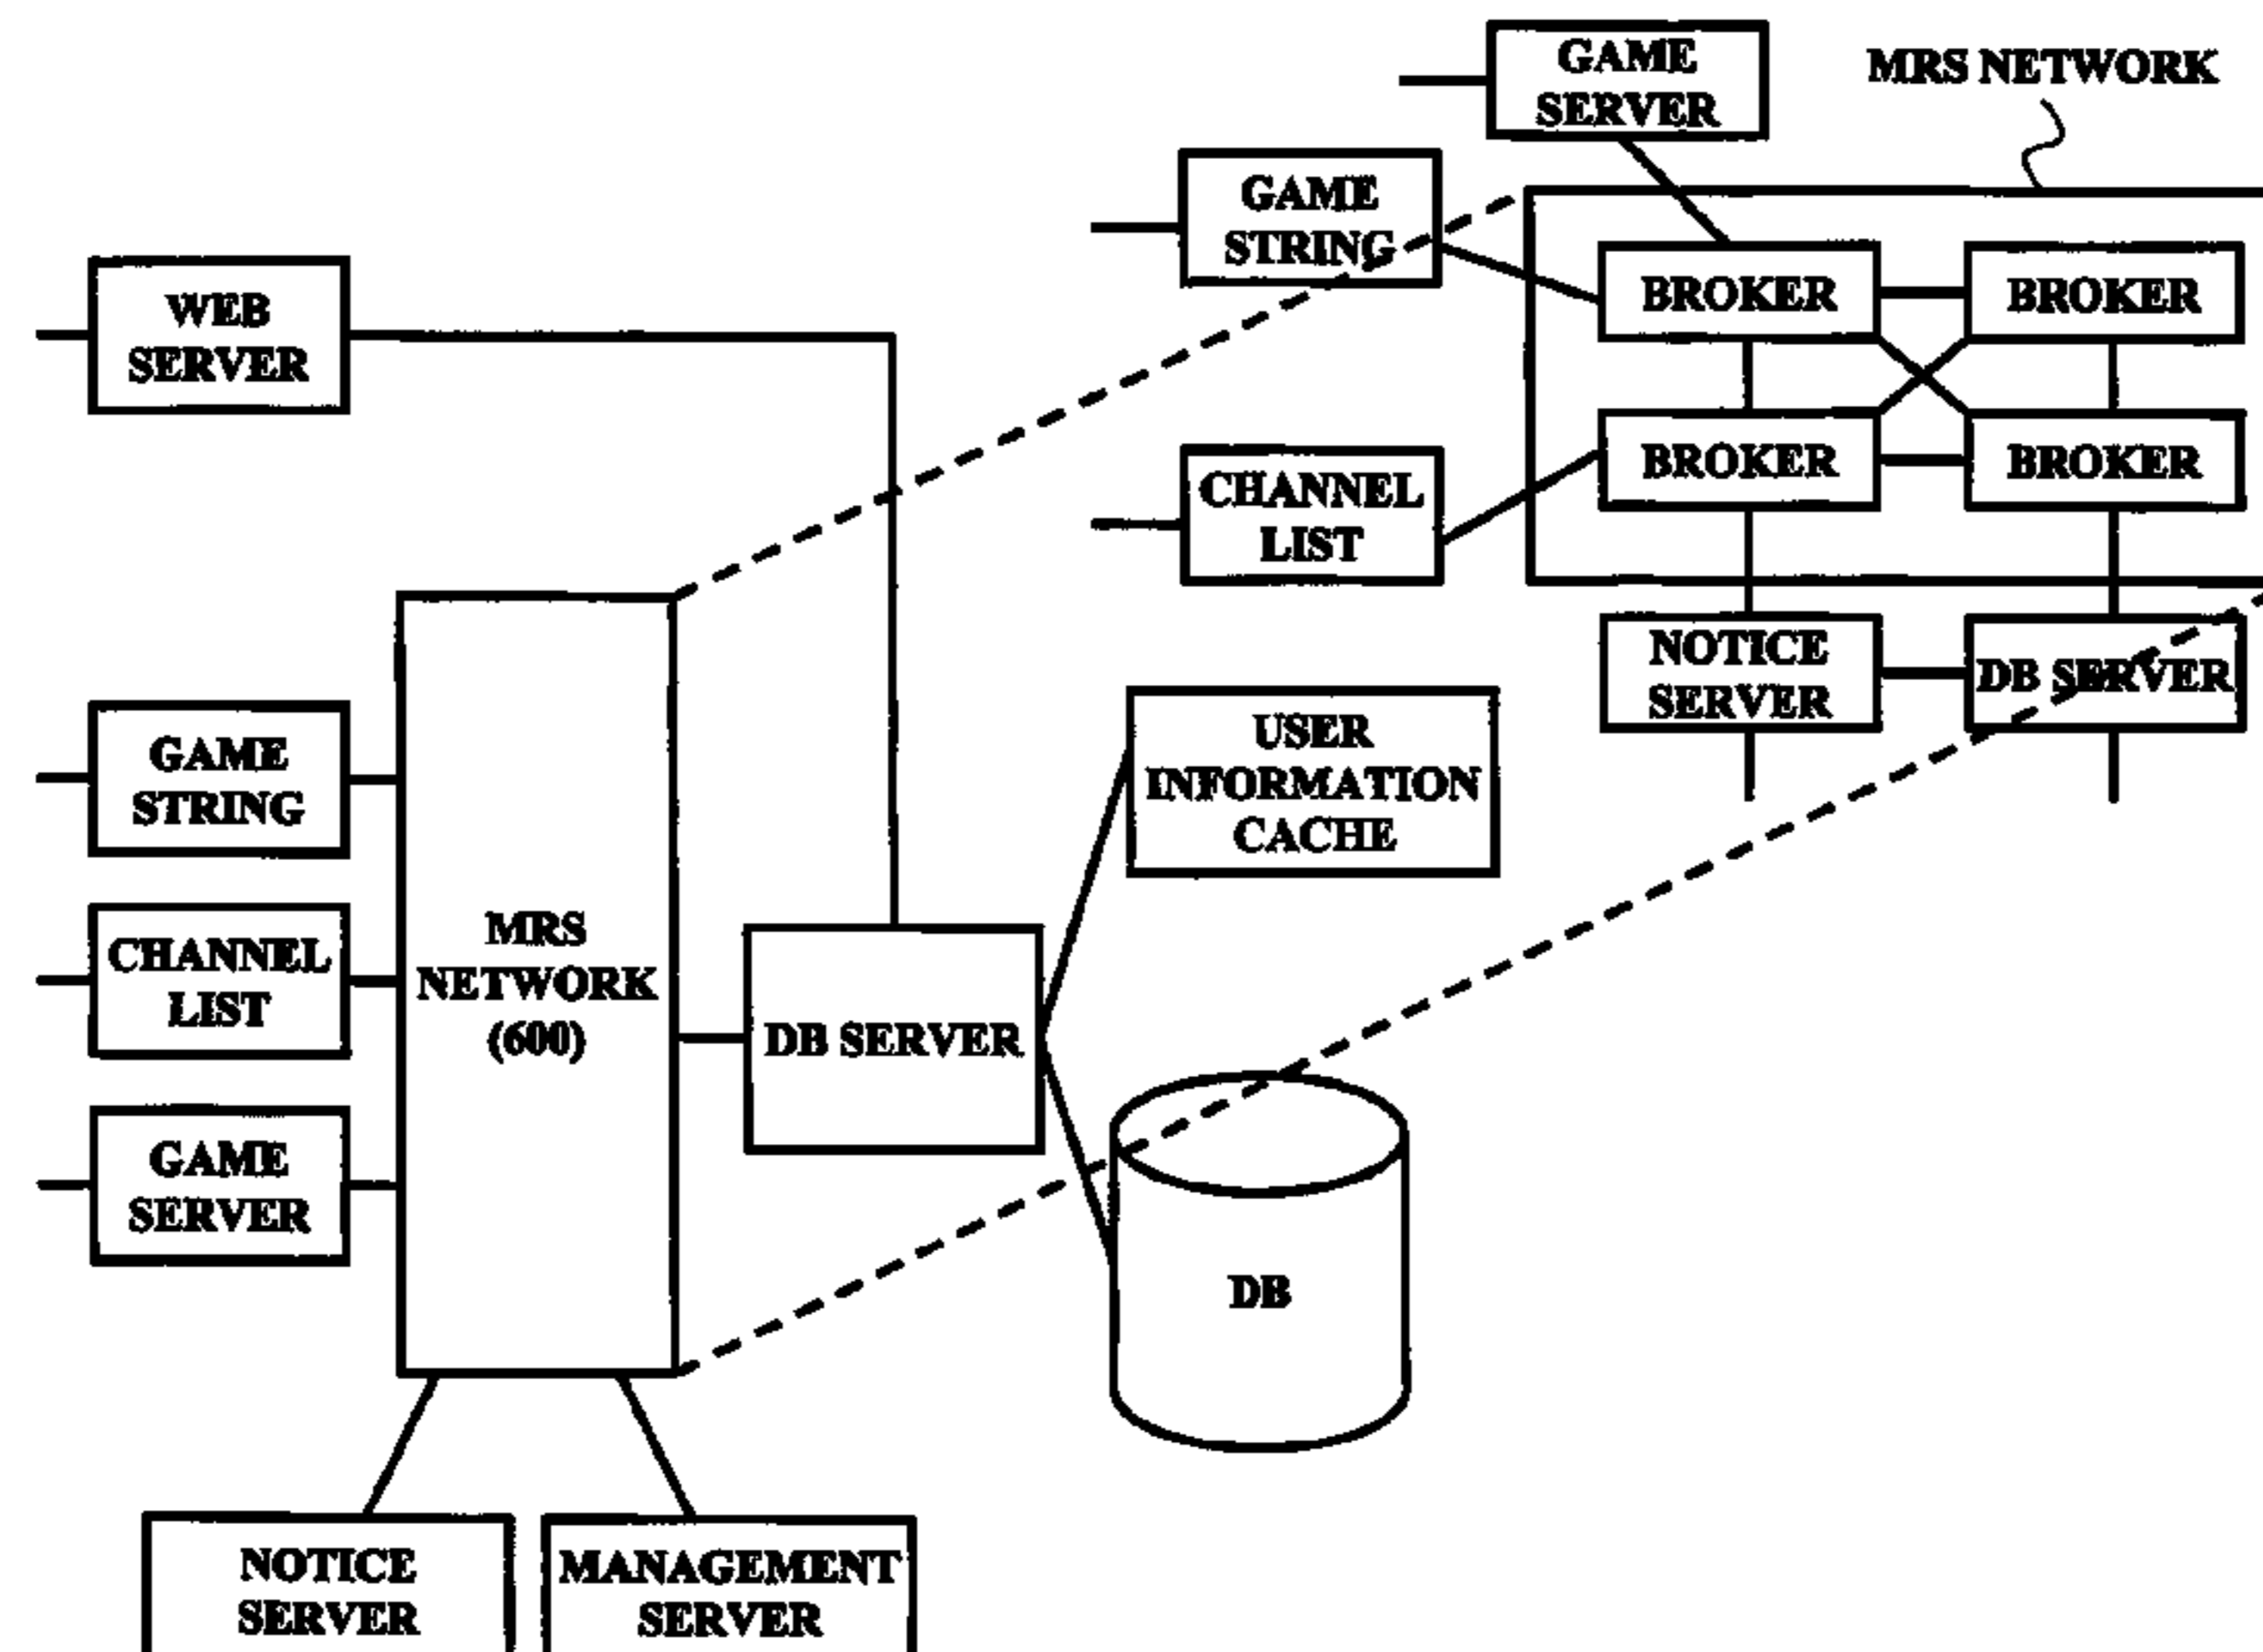 GAME
SERVER
MRS NETWORK
GAME
STRING
BROKER
BROKER
WEB
SERVER
BROKER
BROKER
CHANNEL
LIST
NOTICE
SERVER
DB SERVER
USER
INFORMATION
CACHE
GAME
STRING
CHANNEL
LIST
MRS
NETWORK
(600)
DB SERVER
GAME
SERVER
DB
NOTICE
SERVER
MANAGEMENT
SERVER